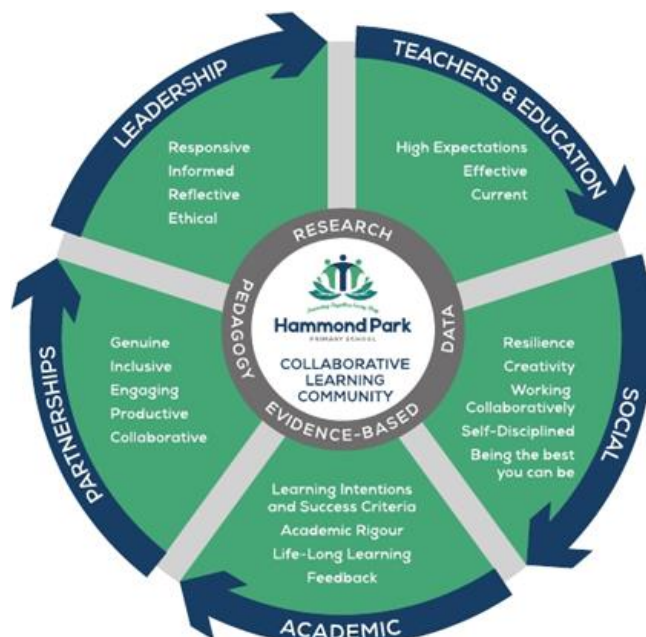 LEADERSHIP
Responsive
Informed
Reflective
Ethical
TEACHERS & EDUCATION
High Expectations
Effective
Current
SOCIAL
Resilience
Creativity
Working
Collaboratively
Self-Disciplined
Being the best
you can be
ACADEMIC
Learning Intentions
and Success Criteria
Academic Rigour
Life-Long Learning
Feedback
PARTNERSHIPS
Genuine
Inclusive
Engaging
Productive
Collaborative
RESEARCH
DATA
EVIDENCE-BASED
PEDAGOGY
Hammond Park
PRIMARY SCHOOL
COLLABORATIVE
LEARNING
COMMUNITY